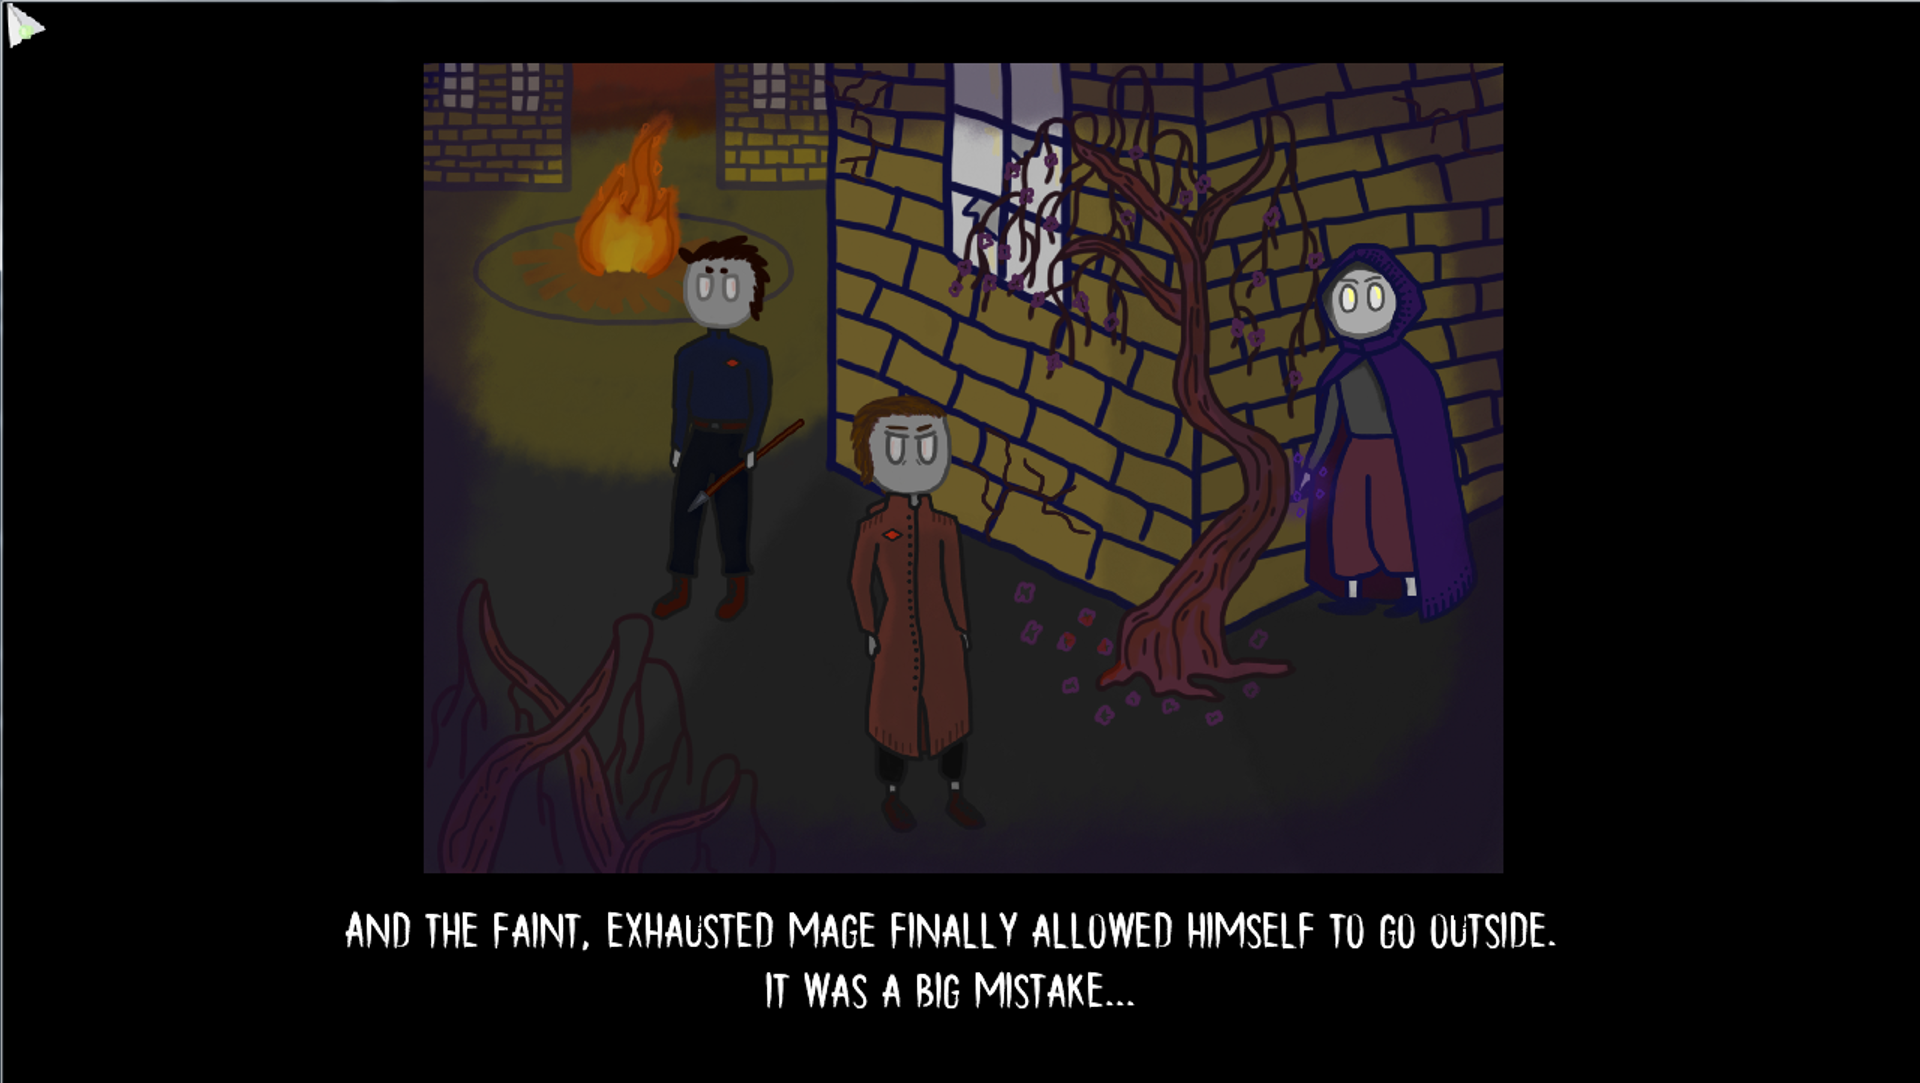 AND THE FAINT, EXHAUSTED MAGE FINALLY ALLOWED HIMSELF TO GO OUTSIDE.
IT WAS A BIG MISTAKE...